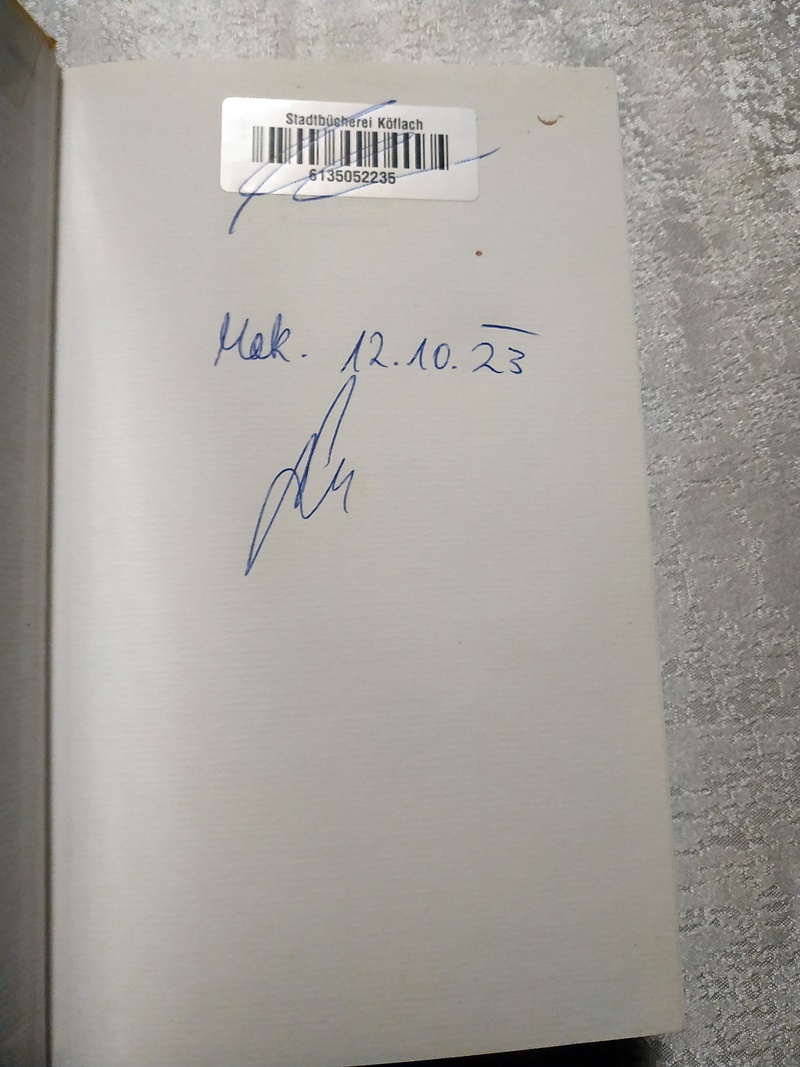 Stadtbücherei Köflach
6135052235
Mak. 12.10.23